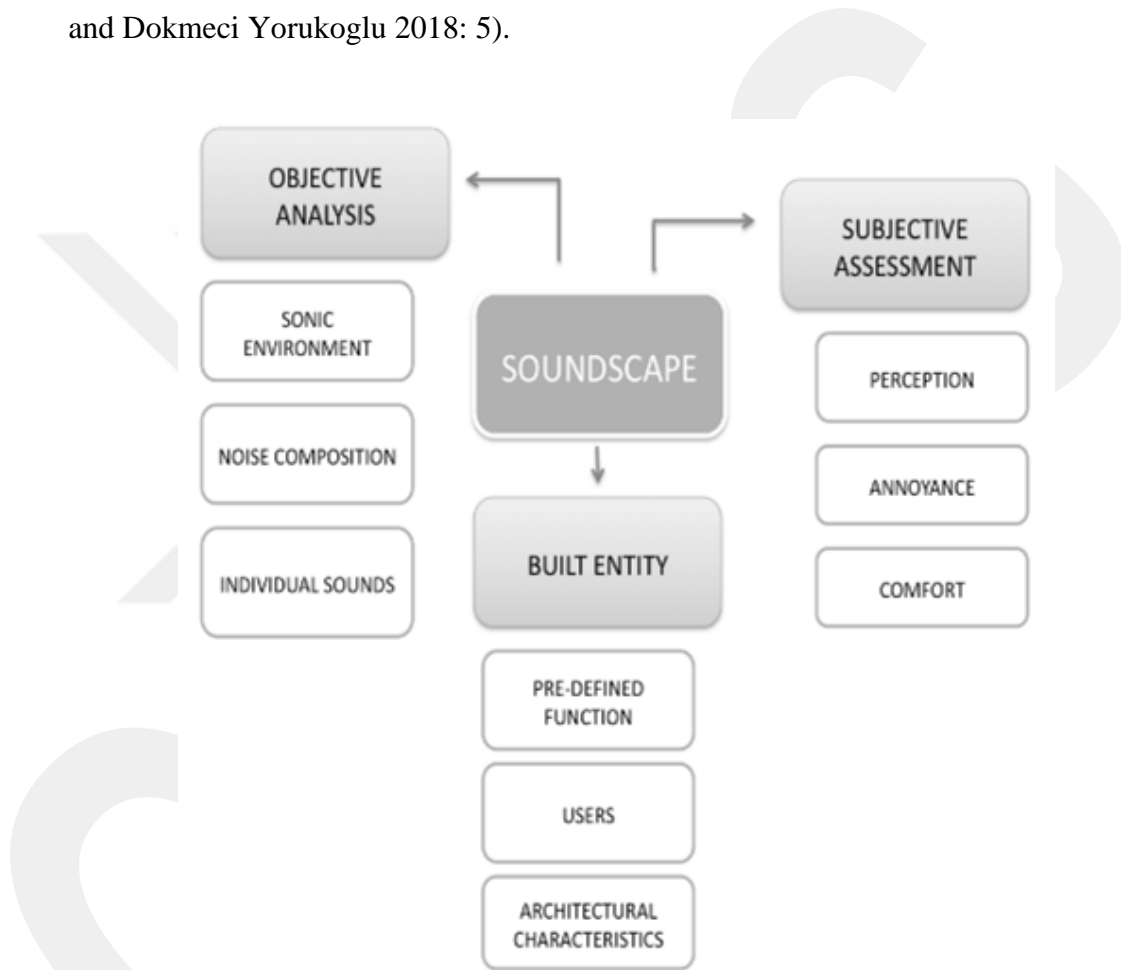 and Dokmeci Yorukoglu 2018: 5).
OBJECTIVE
ANALYSIS
SONIC
ENVIRONMENT
NOISE COMPOSITION
INDIVIDUAL SOUNDS
SOUNDSCAPE
BUILT ENTITY
PRE-DEFINED
FUNCTION
USERS
ARCHITECTURAL
CHARACTERISTICS
SUBJECTIVE
ASSESSMENT
PERCEPTION
ANNOYANCE
COMFORT